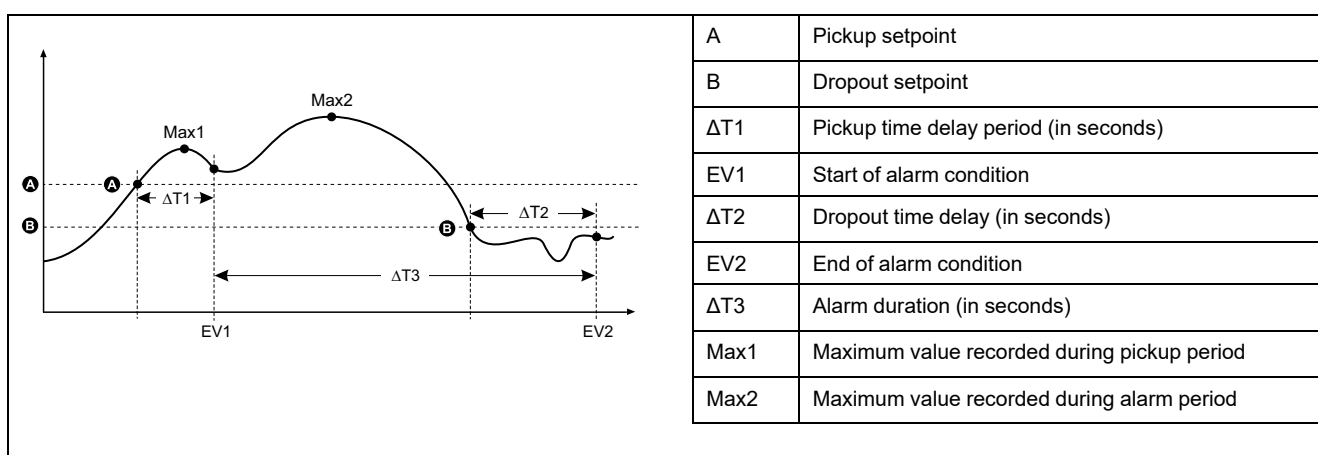 Max2
Max1
A
A
ΔT1
B
B
ΔT2
ΔT3
EV1
EV2
A Pickup setpoint
B Dropout setpoint
ΔT1 Pickup time delay period (in seconds)
EV1 Start of alarm condition
ΔT2 Dropout time delay (in seconds)
EV2 End of alarm condition
ΔT3 Alarm duration (in seconds)
Max1 Maximum value recorded during pickup period
Max2 Maximum value recorded during alarm period